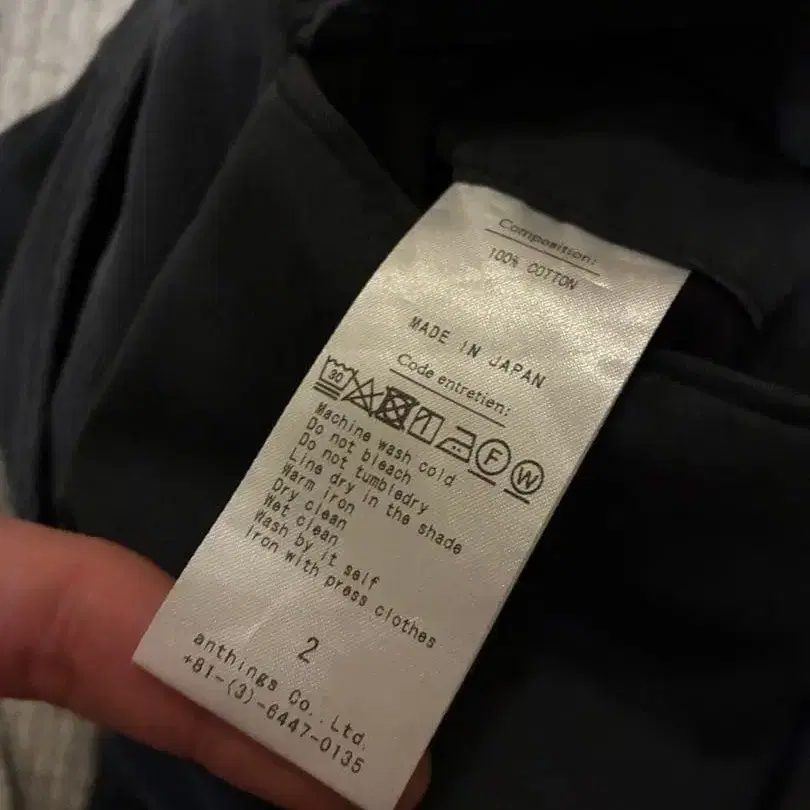 Composition:
100% COTTON
MADE IN JAPAN
Code entretien:
30 F W
Machine wash cold
Do not bleach
Do not tumbledry
Line dry in the shade
Warm iron
Dry clean
Wet clean
Wash by it self
Iron with press clothes
2
anthings Co., Ltd.
+81-(3)-6447-0135